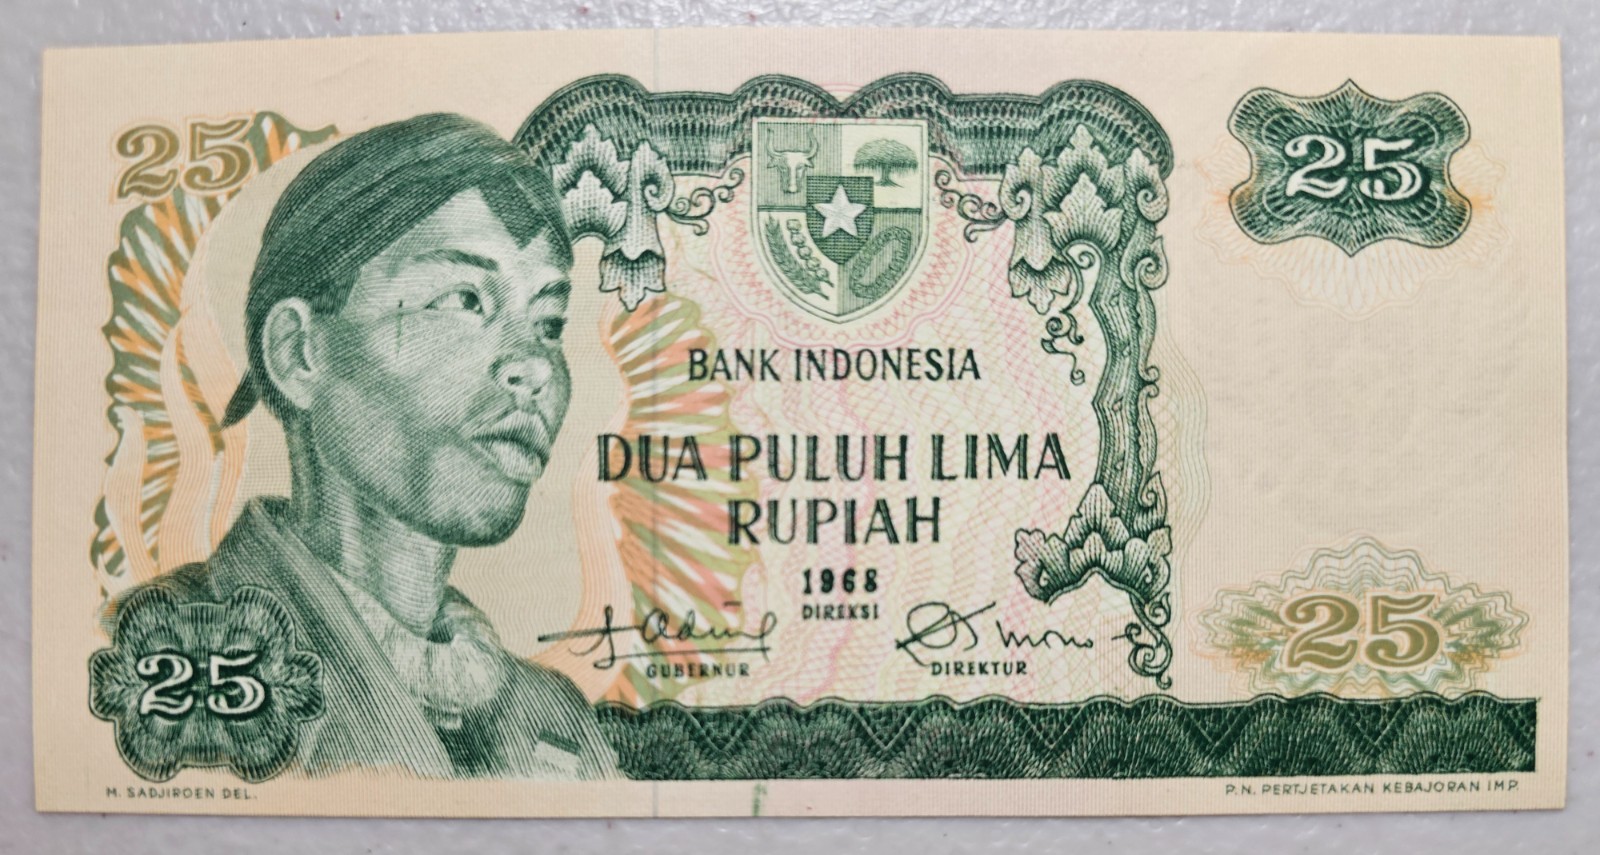 25
25
BANK INDONESIA
DUA PULUH LIMA
RUPIAH
1968
DIREKSI
GUBERNUR
DIREKTUR
25
25
M. SADJIROEN DEL.
P.N. PERTJETAKAN KEBAJORAN IMP.